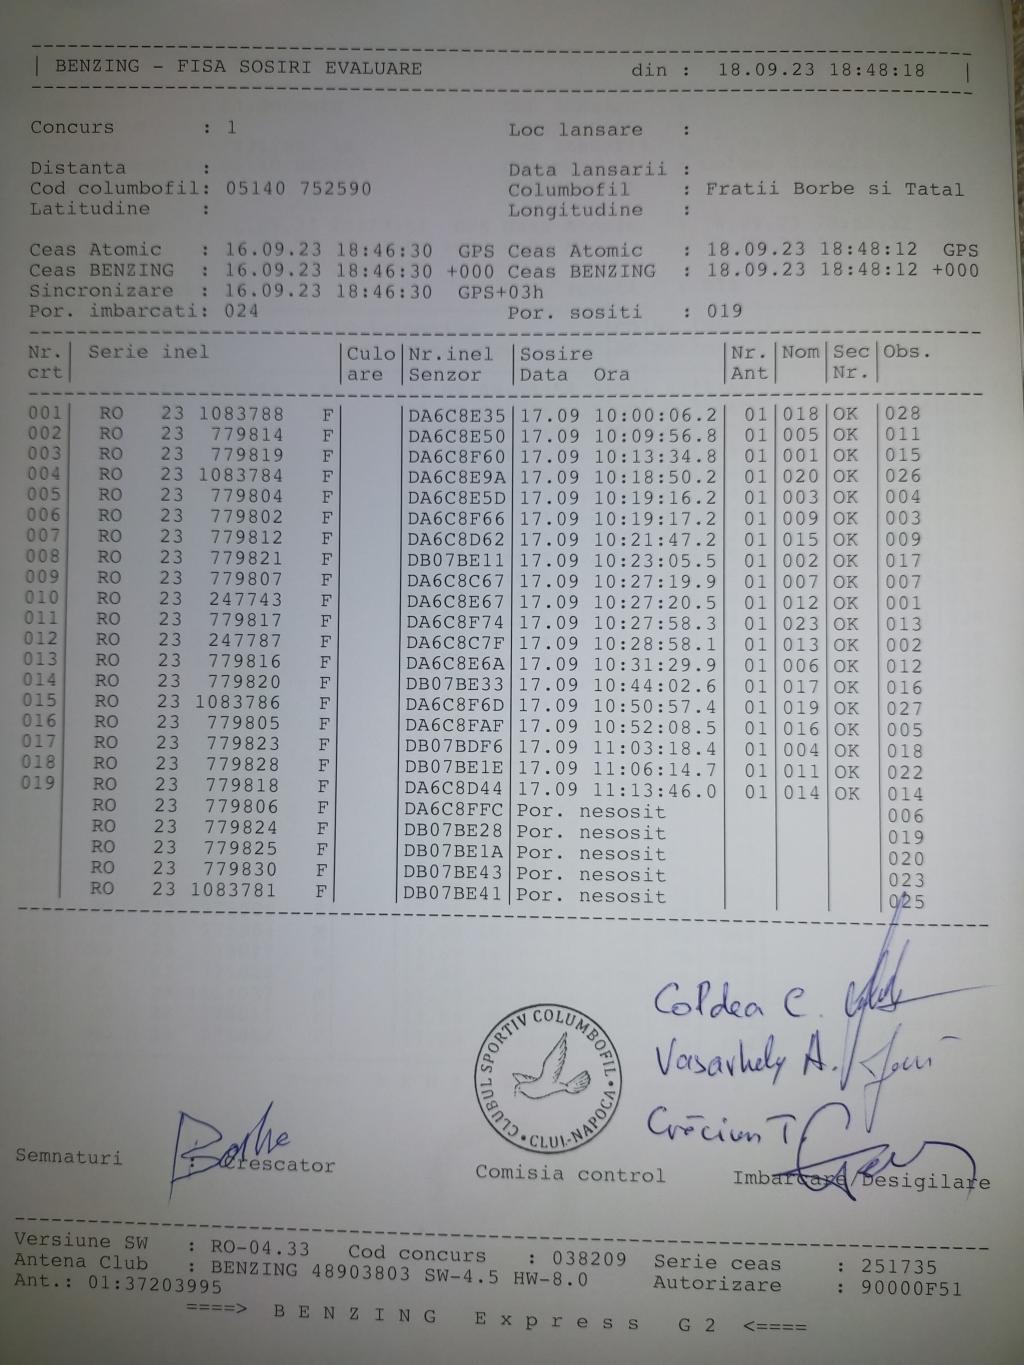 | BENZING - FISA SOSIRI EVALUARE din : 18.09.23 18:48:18 |
Concurs : 1 Loc lansare :
Distanta : Data lansarii :
Cod columbofil: 05140 752590 Columbofil : Fratii Borbe si Tatal
Latitudine : Longitudine :
Ceas Atomic : 16.09.23 18:46:30 GPS Ceas Atomic : 18.09.23 18:48:12 GPS
Ceas BENZING : 16.09.23 18:46:30 +000 Ceas BENZING : 18.09.23 18:48:12 +000
Sincronizare : 16.09.23 18:46:30 GPS+03h
Por. imbarcati: 024 Por. sositi : 019
Nr. | Serie inel |Culo |Nr.inel |Sosire |Nr. |Nom|Sec|Obs.
crt| |are |Senzor |Data Ora |Ant | |Nr.|
001 RO 23 1083788 F DA6C8E35 17.09 10:00:06.2 01 018 OK 028
002 RO 23 779814 F DA6C8E50 17.09 10:09:56.8 01 005 OK 011
003 RO 23 779819 F DA6C8F60 17.09 10:13:34.8 01 001 OK 015
004 RO 23 1083784 F DA6C8E9A 17.09 10:18:50.2 01 020 OK 026
005 RO 23 779804 F DA6C8E5D 17.09 10:19:16.2 01 003 OK 004
006 RO 23 779802 F DA6C8F66 17.09 10:19:17.2 01 009 OK 003
007 RO 23 779812 F DA6C8D62 17.09 10:21:47.2 01 015 OK 009
008 RO 23 779821 F DB07BE11 17.09 10:23:05.5 01 002 OK 017
009 RO 23 779807 F DA6C8C67 17.09 10:27:19.9 01 007 OK 007
010 RO 23 247743 F DA6C8E67 17.09 10:27:20.5 01 012 OK 001
011 RO 23 779817 F DA6C8F74 17.09 10:27:58.3 01 023 OK 013
012 RO 23 247787 F DA6C8C7F 17.09 10:28:58.1 01 013 OK 002
013 RO 23 779816 F DA6C8E6A 17.09 10:31:29.9 01 006 OK 012
014 RO 23 779820 F DB07BE33 17.09 10:44:02.6 01 017 OK 016
015 RO 23 1083786 F DA6C8F6D 17.09 10:50:57.4 01 019 OK 027
016 RO 23 779805 F DA6C8FAF 17.09 10:52:08.5 01 016 OK 005
017 RO 23 779823 F DB07BDF6 17.09 11:03:18.4 01 004 OK 018
018 RO 23 779828 F DB07BE1E 17.09 11:06:14.7 01 011 OK 022
019 RO 23 779818 F DA6C8D44 17.09 11:13:46.0 01 014 OK 014
RO 23 779806 F DA6C8FFC Por. nesosit 006
RO 23 779824 F DB07BE28 Por. nesosit 019
RO 23 779825 F DB07BE1A Por. nesosit 020
RO 23 779830 F DB07BE43 Por. nesosit 023
RO 23 1083781 F DB07BE41 Por. nesosit 025
Coldea C.
Vasarhely A.
CLUBUL SPORTIV COLUMBOFIL • CLUJ-NAPOCA •
Crăciun T
Borbe
Semnaturi : Crescator Comisia control Imbarcare/Desigilare
Versiune SW : RO-04.33 Cod concurs : 038209 Serie ceas : 251735
Antena Club : BENZING 48903803 SW-4.5 HW-8.0 Autorizare : 90000F51
Ant.: 01:37203995
====> B E N Z I N G E x p r e s s G 2 <====